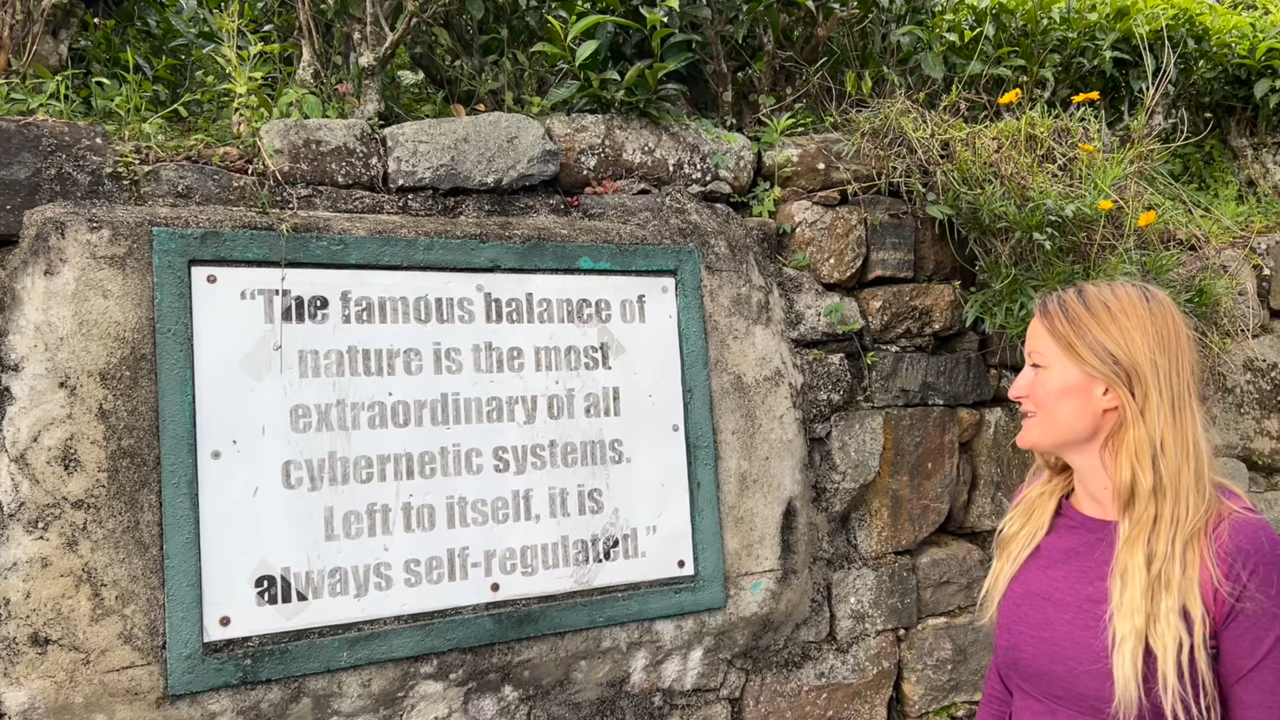 “The famous balance of
nature is the most
extraordinary of all
cybernetic systems.
Left to itself, it is
always self-regulated.”